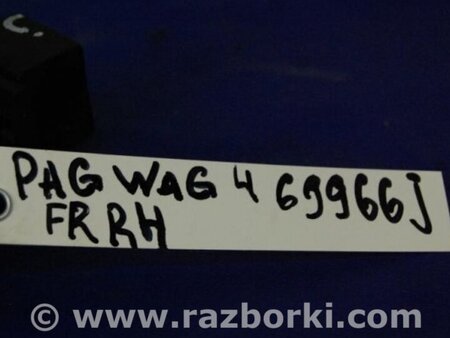 C.
PAG WAG 4 69966J
FR RH
© www.razborki.com